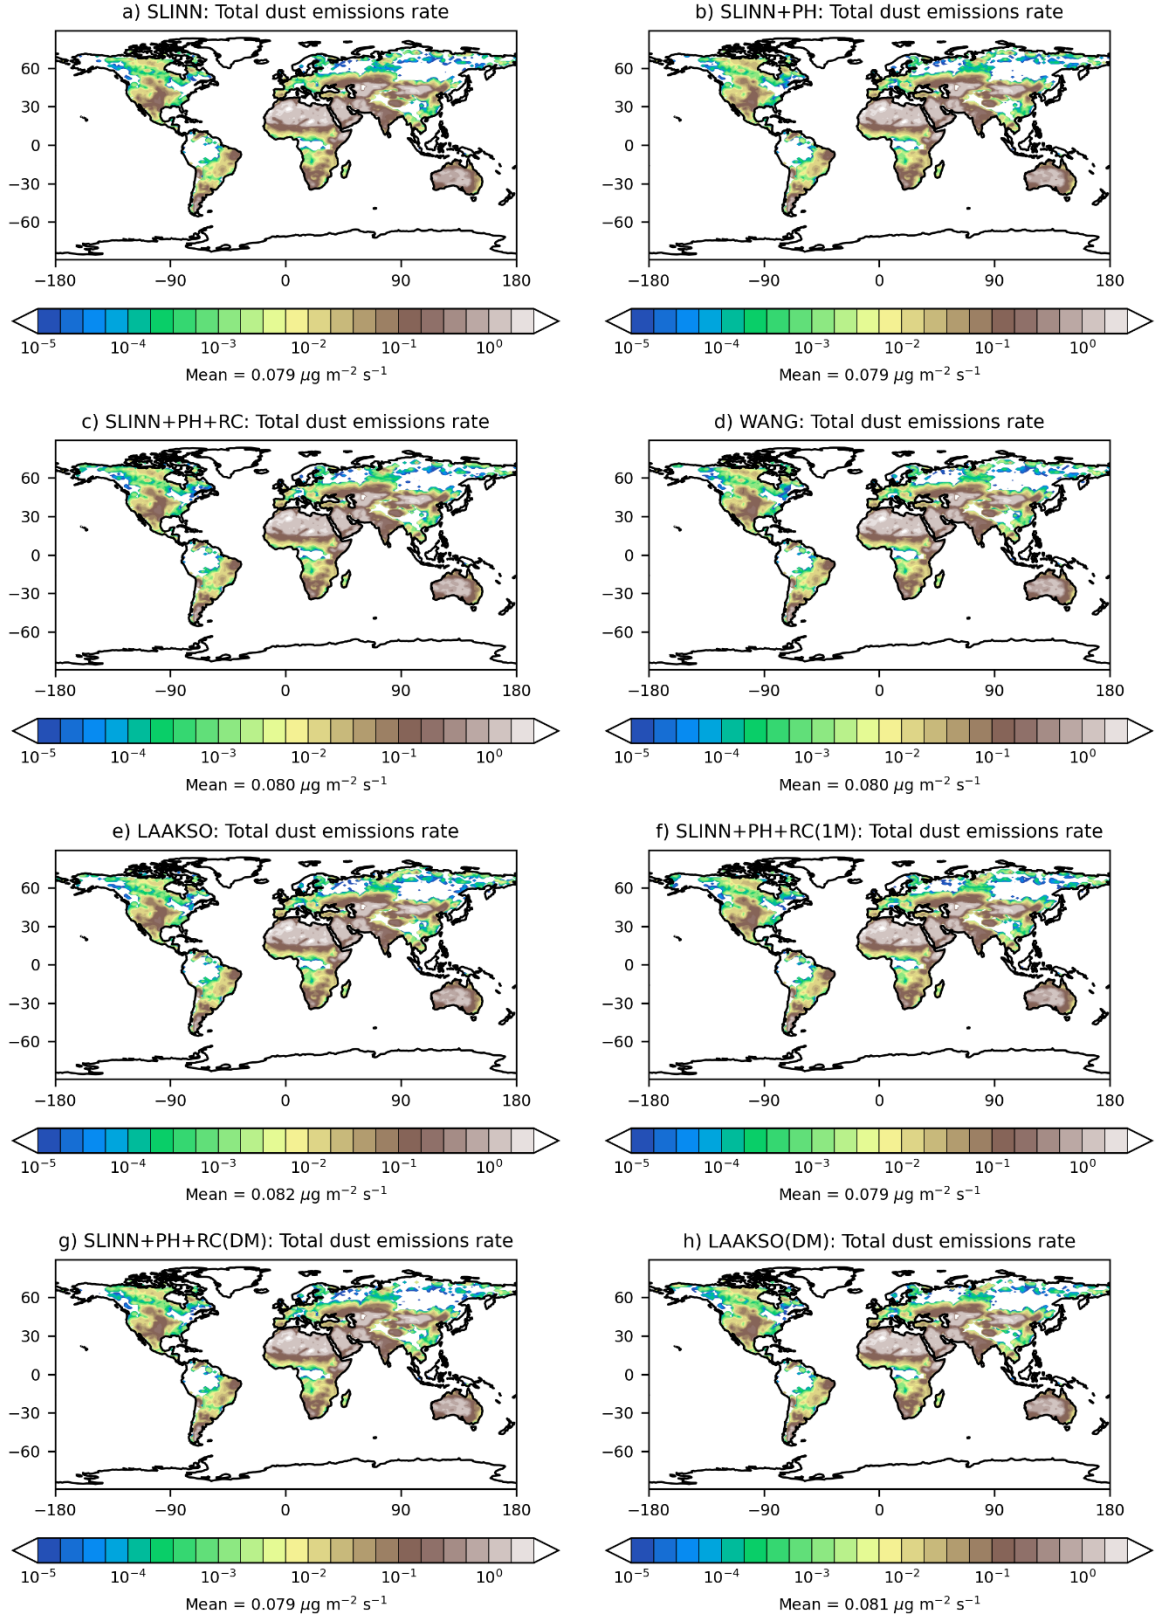 a) SLINN: Total dust emissions rate
60
30
0
−30
−60
−180 −90 0 90 180
10⁻⁵ 10⁻⁴ 10⁻³ 10⁻² 10⁻¹ 10⁰
Mean = 0.079 µg m⁻² s⁻¹
b) SLINN+PH: Total dust emissions rate
60
30
0
−30
−60
−180 −90 0 90 180
10⁻⁵ 10⁻⁴ 10⁻³ 10⁻² 10⁻¹ 10⁰
Mean = 0.079 µg m⁻² s⁻¹
c) SLINN+PH+RC: Total dust emissions rate
60
30
0
−30
−60
−180 −90 0 90 180
10⁻⁵ 10⁻⁴ 10⁻³ 10⁻² 10⁻¹ 10⁰
Mean = 0.080 µg m⁻² s⁻¹
d) WANG: Total dust emissions rate
60
30
0
−30
−60
−180 −90 0 90 180
10⁻⁵ 10⁻⁴ 10⁻³ 10⁻² 10⁻¹ 10⁰
Mean = 0.080 µg m⁻² s⁻¹
e) LAAKSO: Total dust emissions rate
60
30
0
−30
−60
−180 −90 0 90 180
10⁻⁵ 10⁻⁴ 10⁻³ 10⁻² 10⁻¹ 10⁰
Mean = 0.082 µg m⁻² s⁻¹
f) SLINN+PH+RC(1M): Total dust emissions rate
60
30
0
−30
−60
−180 −90 0 90 180
10⁻⁵ 10⁻⁴ 10⁻³ 10⁻² 10⁻¹ 10⁰
Mean = 0.079 µg m⁻² s⁻¹
g) SLINN+PH+RC(DM): Total dust emissions rate
60
30
0
−30
−60
−180 −90 0 90 180
10⁻⁵ 10⁻⁴ 10⁻³ 10⁻² 10⁻¹ 10⁰
Mean = 0.079 µg m⁻² s⁻¹
h) LAAKSO(DM): Total dust emissions rate
60
30
0
−30
−60
−180 −90 0 90 180
10⁻⁵ 10⁻⁴ 10⁻³ 10⁻² 10⁻¹ 10⁰
Mean = 0.081 µg m⁻² s⁻¹